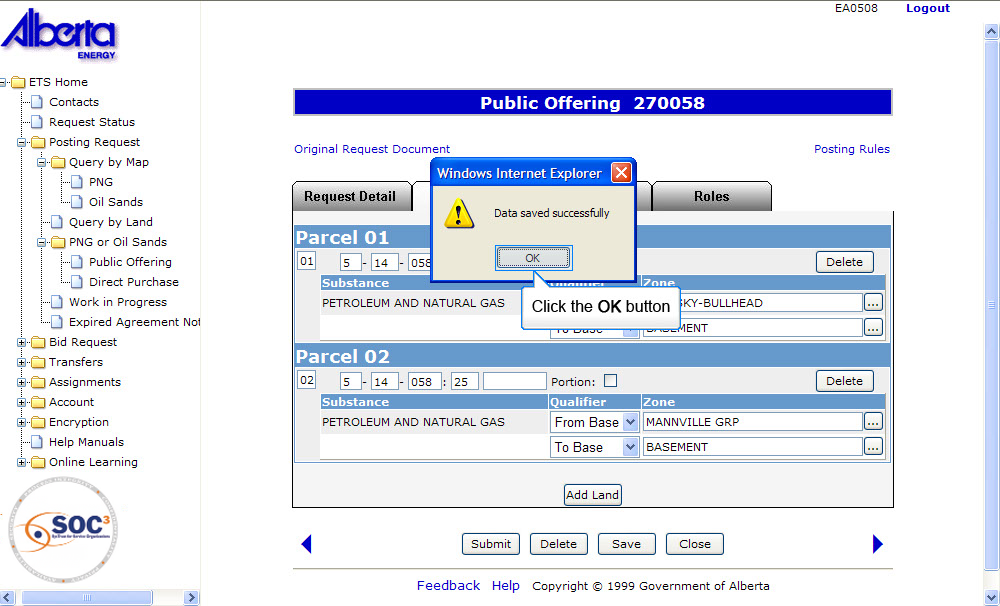 EA0508 Logout
Alberta
ENERGY
ETS Home
Contacts
Request Status
Posting Request
Query by Map
PNG
Oil Sands
Query by Land
PNG or Oil Sands
Public Offering
Direct Purchase
Work in Progress
Expired Agreement Not
Bid Request
Transfers
Assignments
Account
Encryption
Help Manuals
Online Learning
SOC3
Public Offering 270058
Original Request Document Posting Rules
Request Detail Roles
Windows Internet Explorer
Data saved successfully
OK
Click the OK button
Parcel 01
01 5 - 14 - 058 Delete
Substance Zone
PETROLEUM AND NATURAL GAS SKY-BULLHEAD ...
To Base BASEMENT ...
Parcel 02
02 5 - 14 - 058 : 25 Portion: Delete
Substance Qualifier Zone
PETROLEUM AND NATURAL GAS From Base MANNVILLE GRP ...
To Base BASEMENT ...
Add Land
Submit Delete Save Close
Feedback Help Copyright © 1999 Government of Alberta